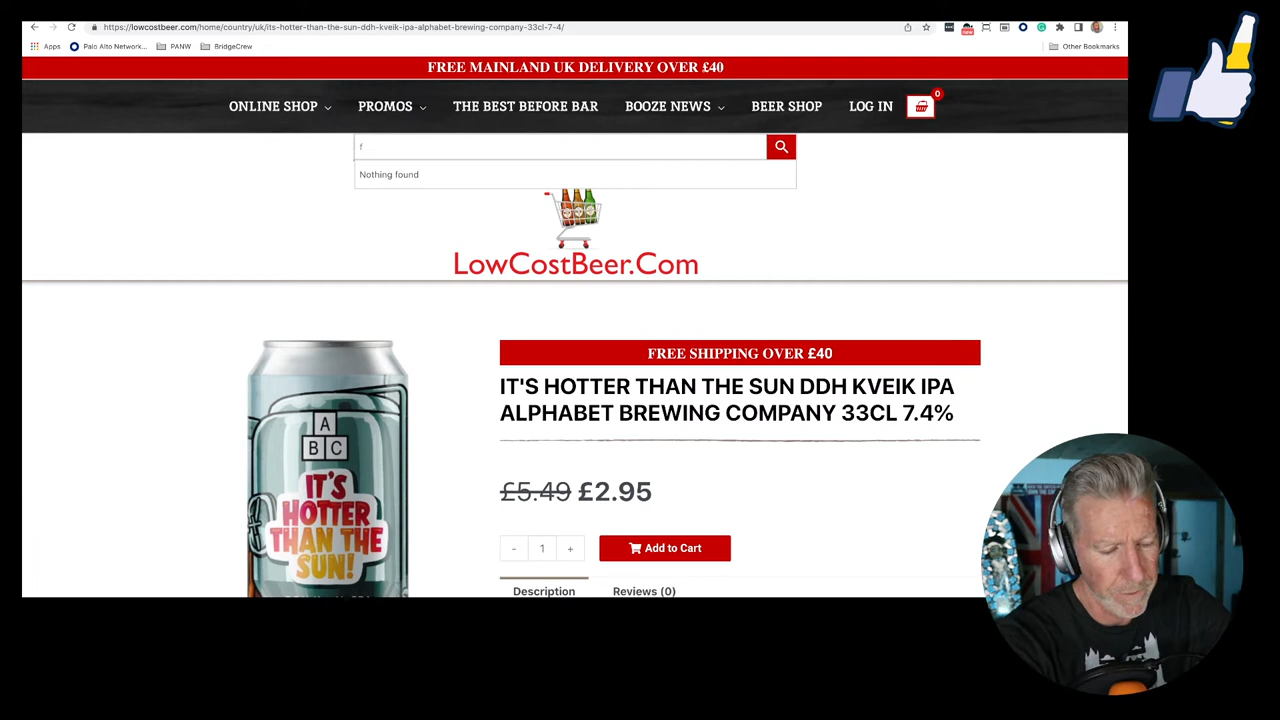 https://lowcostbeer.com/home/country/uk/its-hotter-than-the-sun-ddh-kveik-ipa-alphabet-brewing-company-33cl-7-4/
Apps Palo Alto Network... PANW BridgeCrew Other Bookmarks
new
FREE MAINLAND UK DELIVERY OVER £40
ONLINE SHOP PROMOS THE BEST BEFORE BAR BOOZE NEWS BEER SHOP LOG IN 0
f
Nothing found
LowCostBeer.Com
FREE SHIPPING OVER £40
IT'S HOTTER THAN THE SUN DDH KVEIK IPA
ALPHABET BREWING COMPANY 33CL 7.4%
£5.49 £2.95
- 1 + Add to Cart
Description Reviews (0)
A
B C
IT'S
HOTTER
THAN THE
SUN!